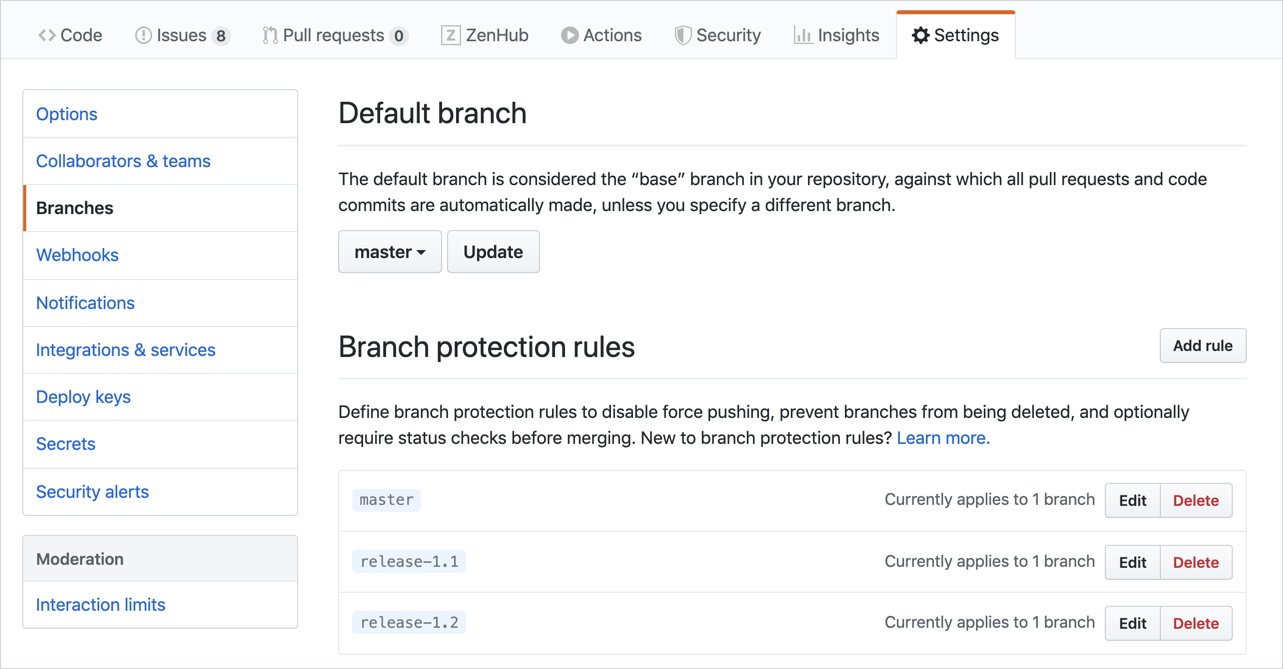 Code Issues 8 Pull requests 0 ZenHub Actions Security Insights Settings
Options
Collaborators & teams
Branches
Webhooks
Notifications
Integrations & services
Deploy keys
Secrets
Security alerts
Moderation
Interaction limits
Default branch
The default branch is considered the “base” branch in your repository, against which all pull requests and code
commits are automatically made, unless you specify a different branch.
master Update
Branch protection rules Add rule
Define branch protection rules to disable force pushing, prevent branches from being deleted, and optionally
require status checks before merging. New to branch protection rules? Learn more.
master Currently applies to 1 branch Edit Delete
release-1.1 Currently applies to 1 branch Edit Delete
release-1.2 Currently applies to 1 branch Edit Delete